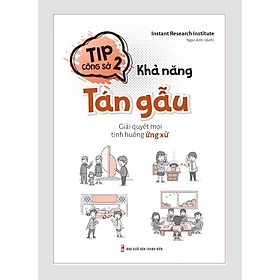 Instant Research Institute
Ngọc Anh (dịch)
TIP
CÔNG SỞ 2
Khả năng
Tán gẫu
Giải quyết mọi
tình huống ứng xử
NHÀ XUẤT BẢN THANH NIÊN